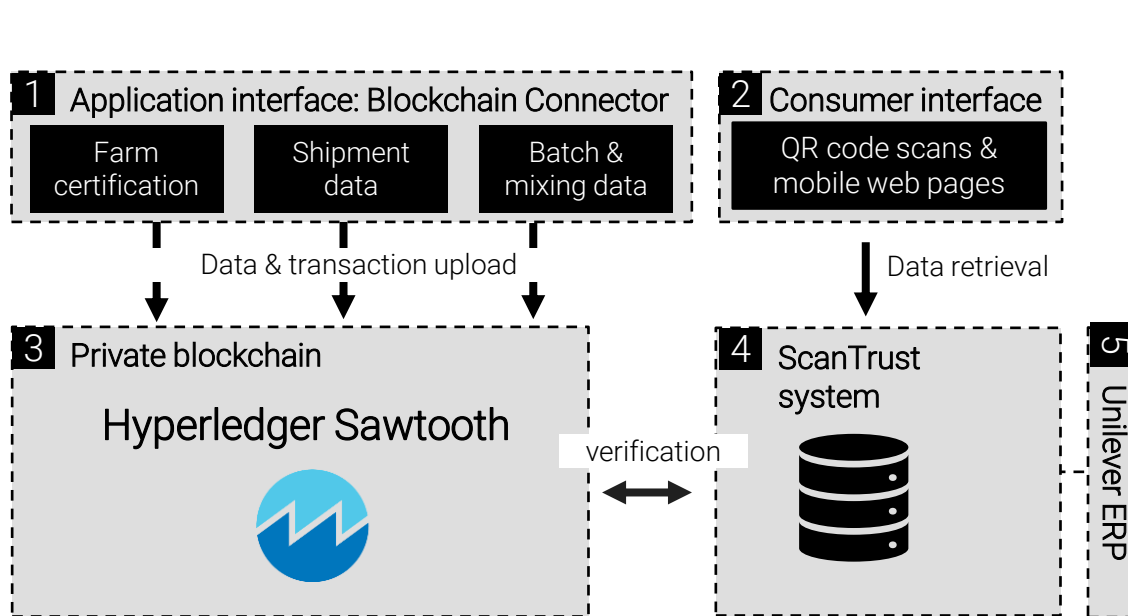 1 Application interface: Blockchain Connector
Farm
certification
Shipment
data
Batch &
mixing data
2 Consumer interface
QR code scans &
mobile web pages
Data & transaction upload
Data retrieval
3 Private blockchain
Hyperledger Sawtooth
verification
4 ScanTrust
system
5 Unilever ERP